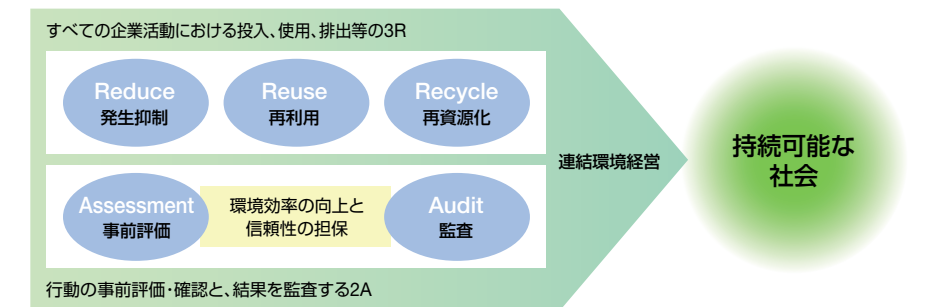 すべての企業活動における投入、使用、排出等の3R
Reduce
発生抑制
Reuse
再利用
Recycle
再資源化
Assessment
事前評価
環境効率の向上と
信頼性の担保
Audit
監査
行動の事前評価・確認と、結果を監査する2A
連結環境経営
持続可能な
社会